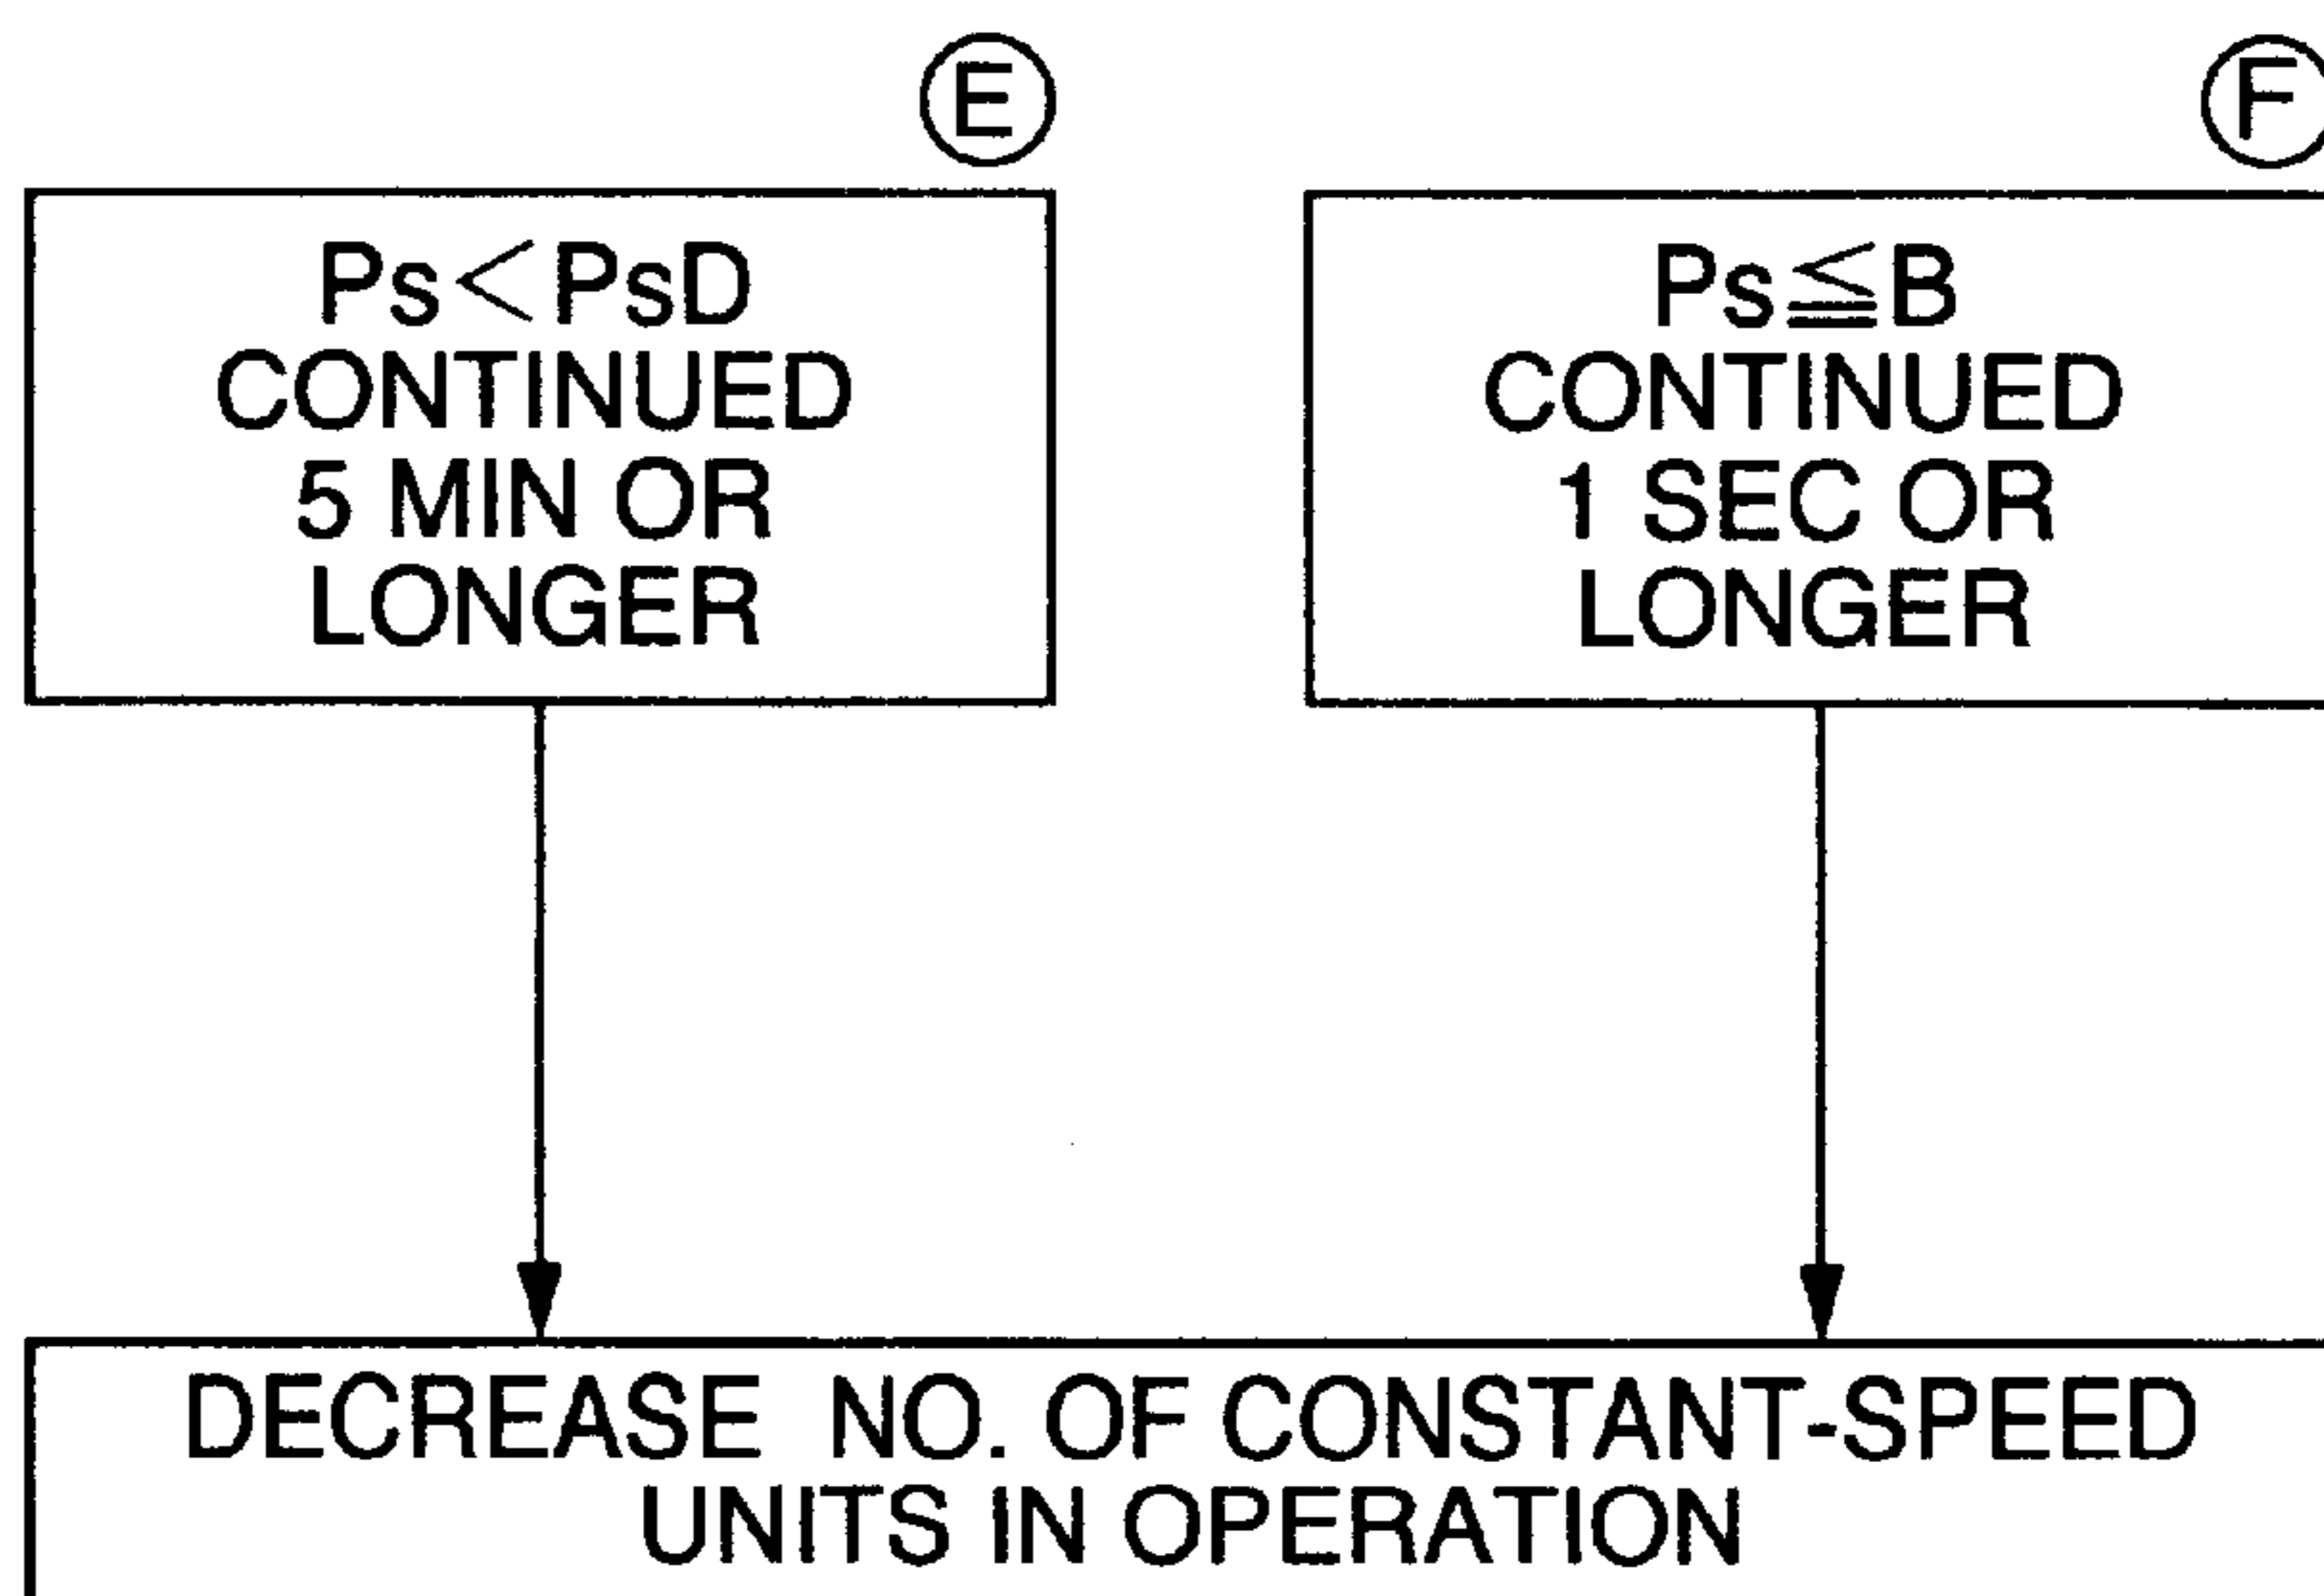 E
Ps<PsD
CONTINUED
5 MIN OR
LONGER
F
Ps≦B
CONTINUED
1 SEC OR
LONGER
DECREASE NO. OF CONSTANT-SPEED
UNITS IN OPERATION